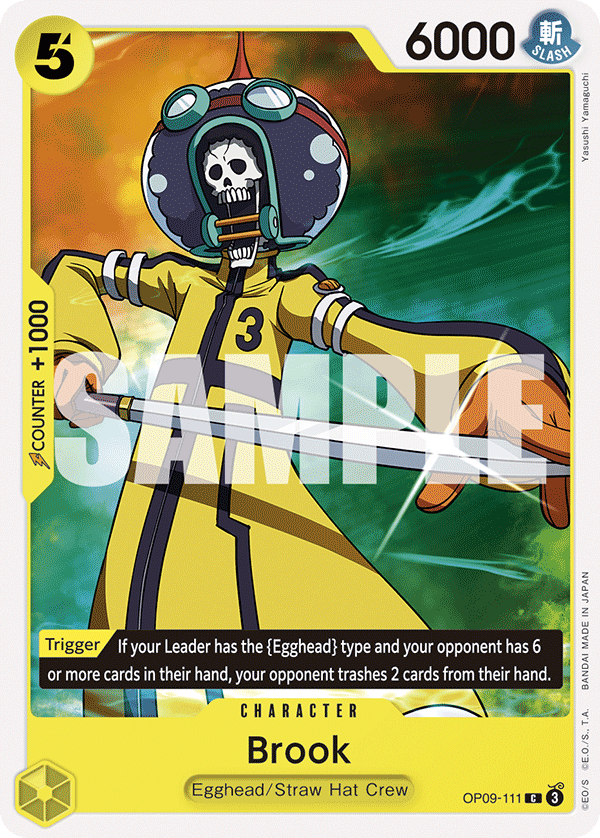 5
6000
斬
SLASH
Yasushi Yamaguchi
COUNTER +1000
3
SAMPLE
Trigger If your Leader has the {Egghead} type and your opponent has 6
or more cards in their hand, your opponent trashes 2 cards from their hand.
CHARACTER
Brook
Egghead/Straw Hat Crew
OP09-111 C 3
©E.O/S ©E.O./S., T.A. BANDAI MADE IN JAPAN